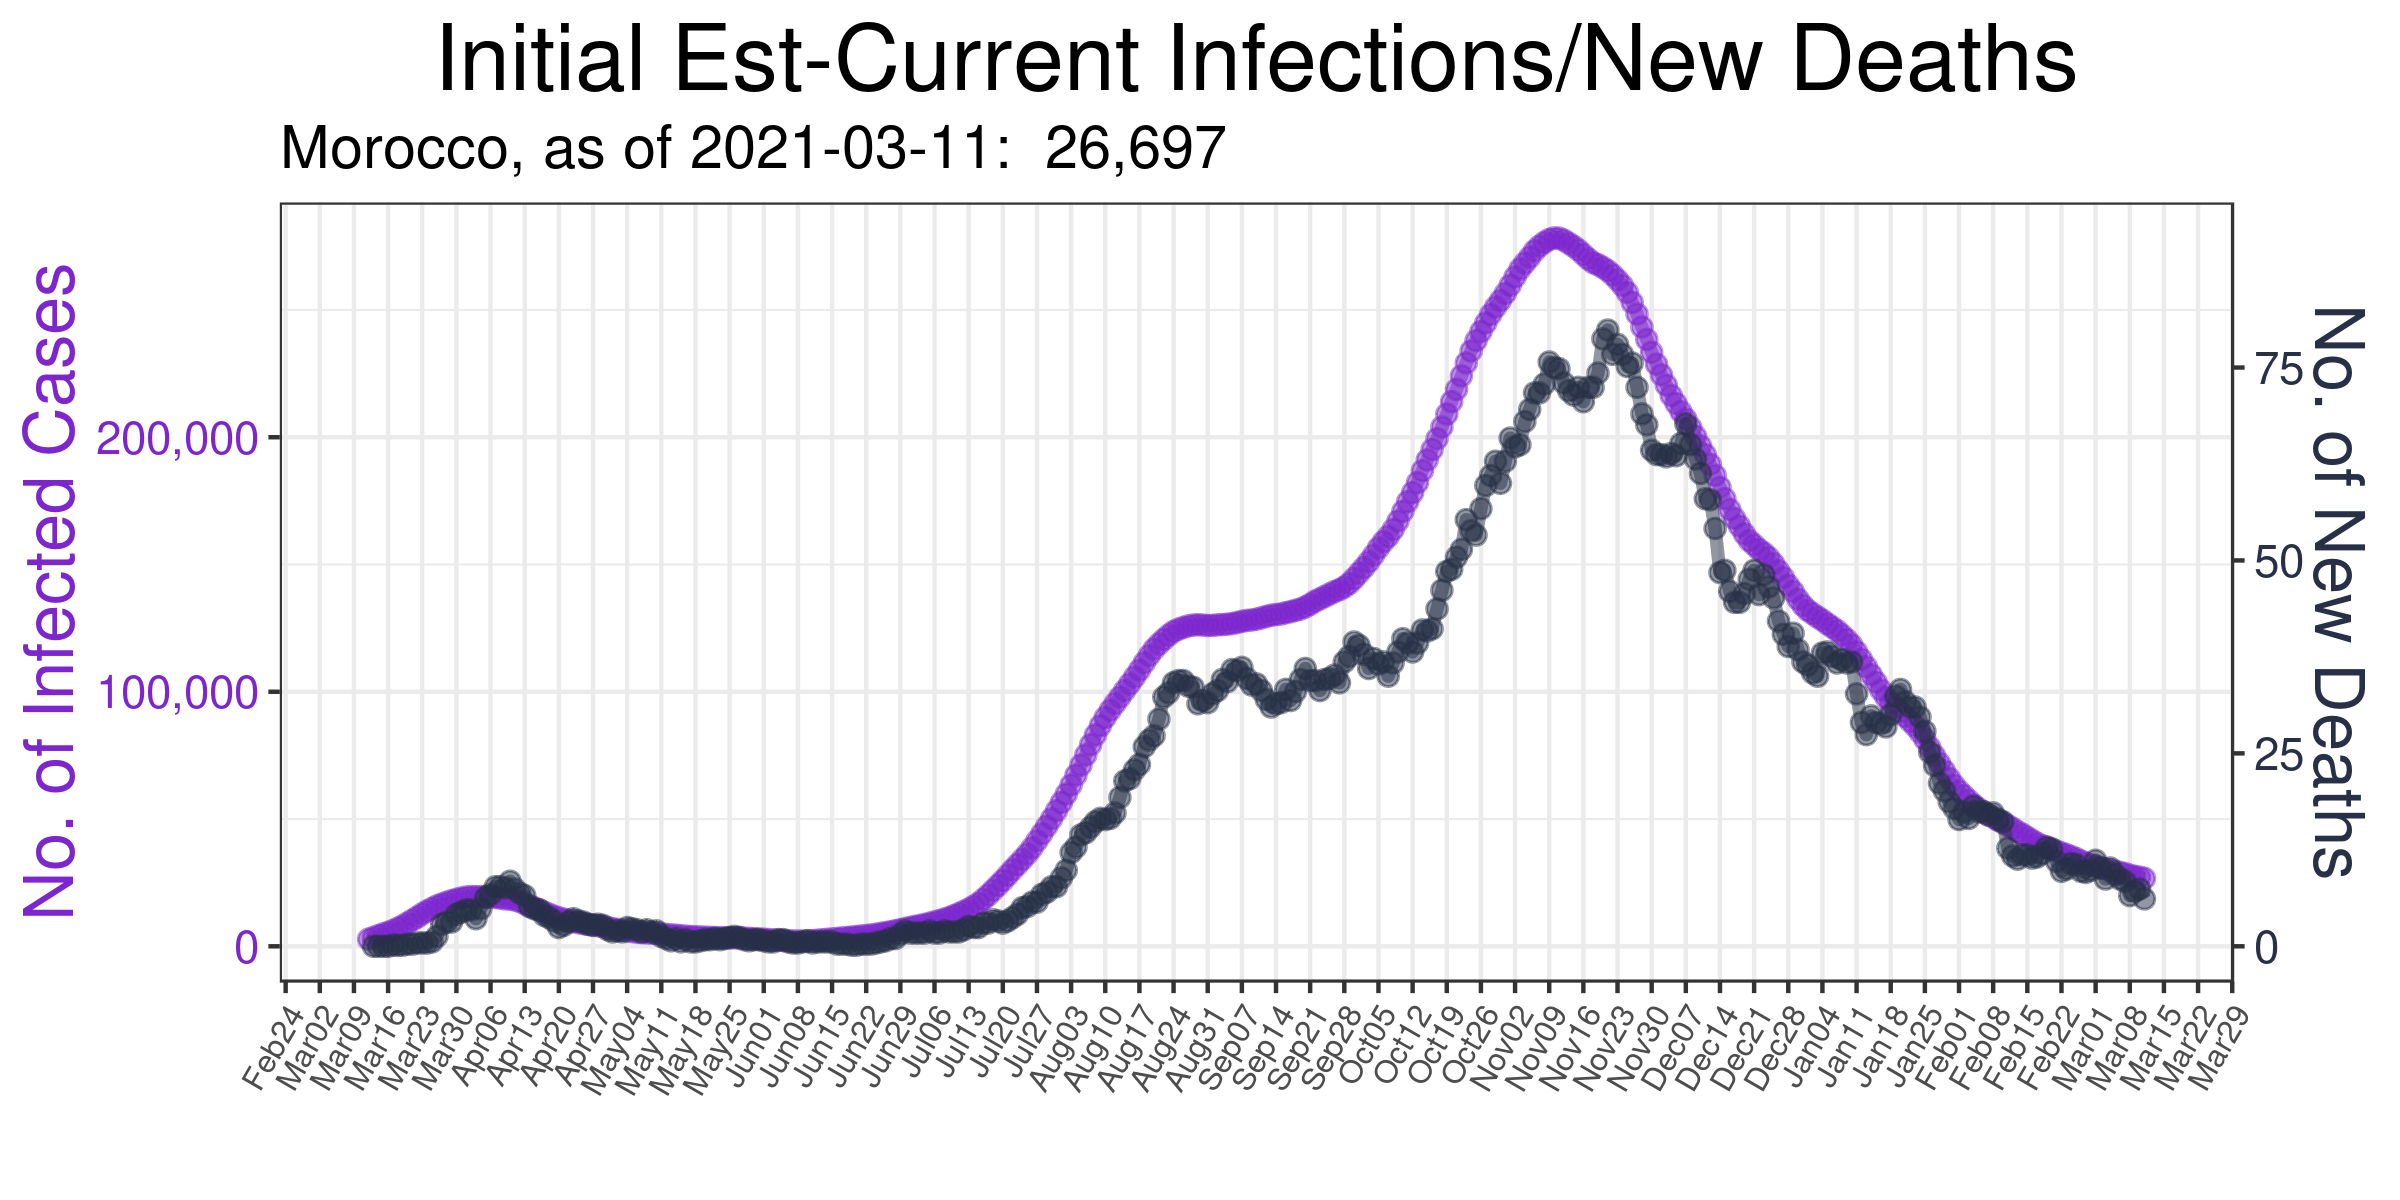 Initial Est-Current Infections/New Deaths
Morocco, as of 2021-03-11:  26,697
No. of Infected Cases
200,000
100,000
0
75
50
25
0
No. of New Deaths
Feb24
Mar02
Mar09
Mar16
Mar23
Mar30
Apr06
Apr13
Apr20
Apr27
May04
May11
May18
May25
Jun01
Jun08
Jun15
Jun22
Jun29
Jul06
Jul13
Jul20
Jul27
Aug03
Aug10
Aug17
Aug24
Aug31
Sep07
Sep14
Sep21
Sep28
Oct05
Oct12
Oct19
Oct26
Nov02
Nov09
Nov16
Nov23
Nov30
Dec07
Dec14
Dec21
Dec28
Jan04
Jan11
Jan18
Jan25
Feb01
Feb08
Feb15
Feb22
Mar01
Mar08
Mar15
Mar22
Mar29